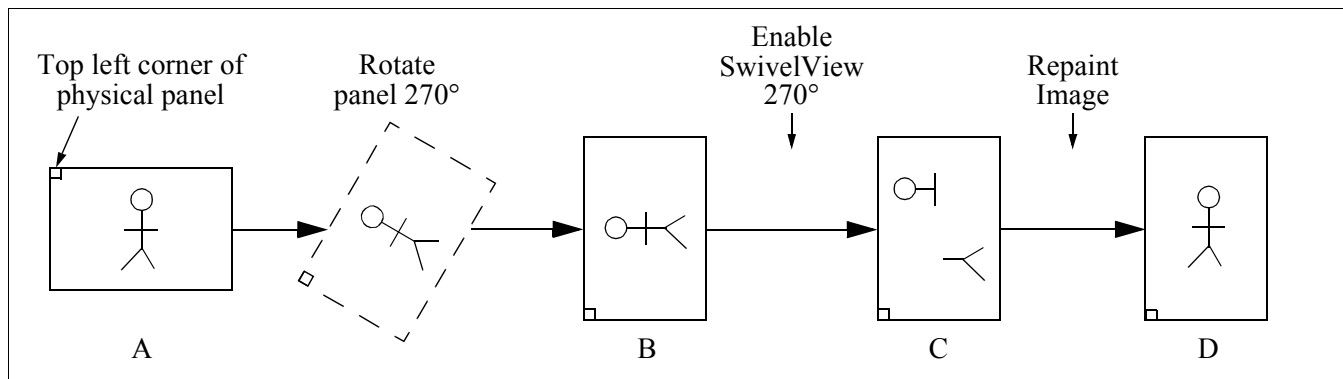 Top left corner of
physical panel
Rotate
panel 270°
Enable
SwivelView
270°
Repaint
Image
A
B
C
D